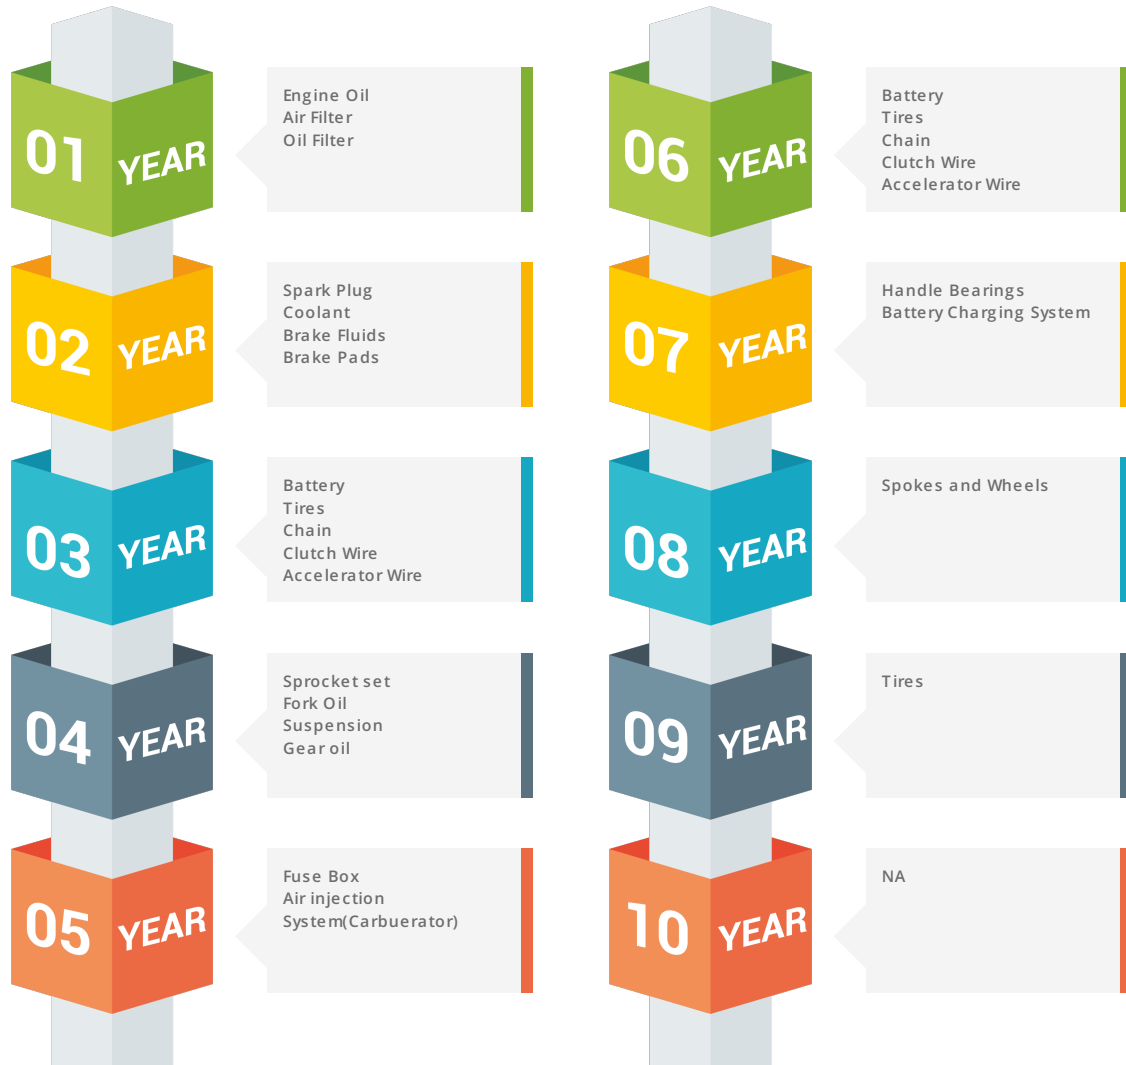 01 YEAR
Engine Oil
Air Filter
Oil Filter
02 YEAR
Spark Plug
Coolant
Brake Fluids
Brake Pads
03 YEAR
Battery
Tires
Chain
Clutch Wire
Accelerator Wire
04 YEAR
Sprocket set
Fork Oil
Suspension
Gear oil
05 YEAR
Fuse Box
Air injection
System(Carbuerator)
06 YEAR
Battery
Tires
Chain
Clutch Wire
Accelerator Wire
07 YEAR
Handle Bearings
Battery Charging System
08 YEAR
Spokes and Wheels
09 YEAR
Tires
10 YEAR
NA